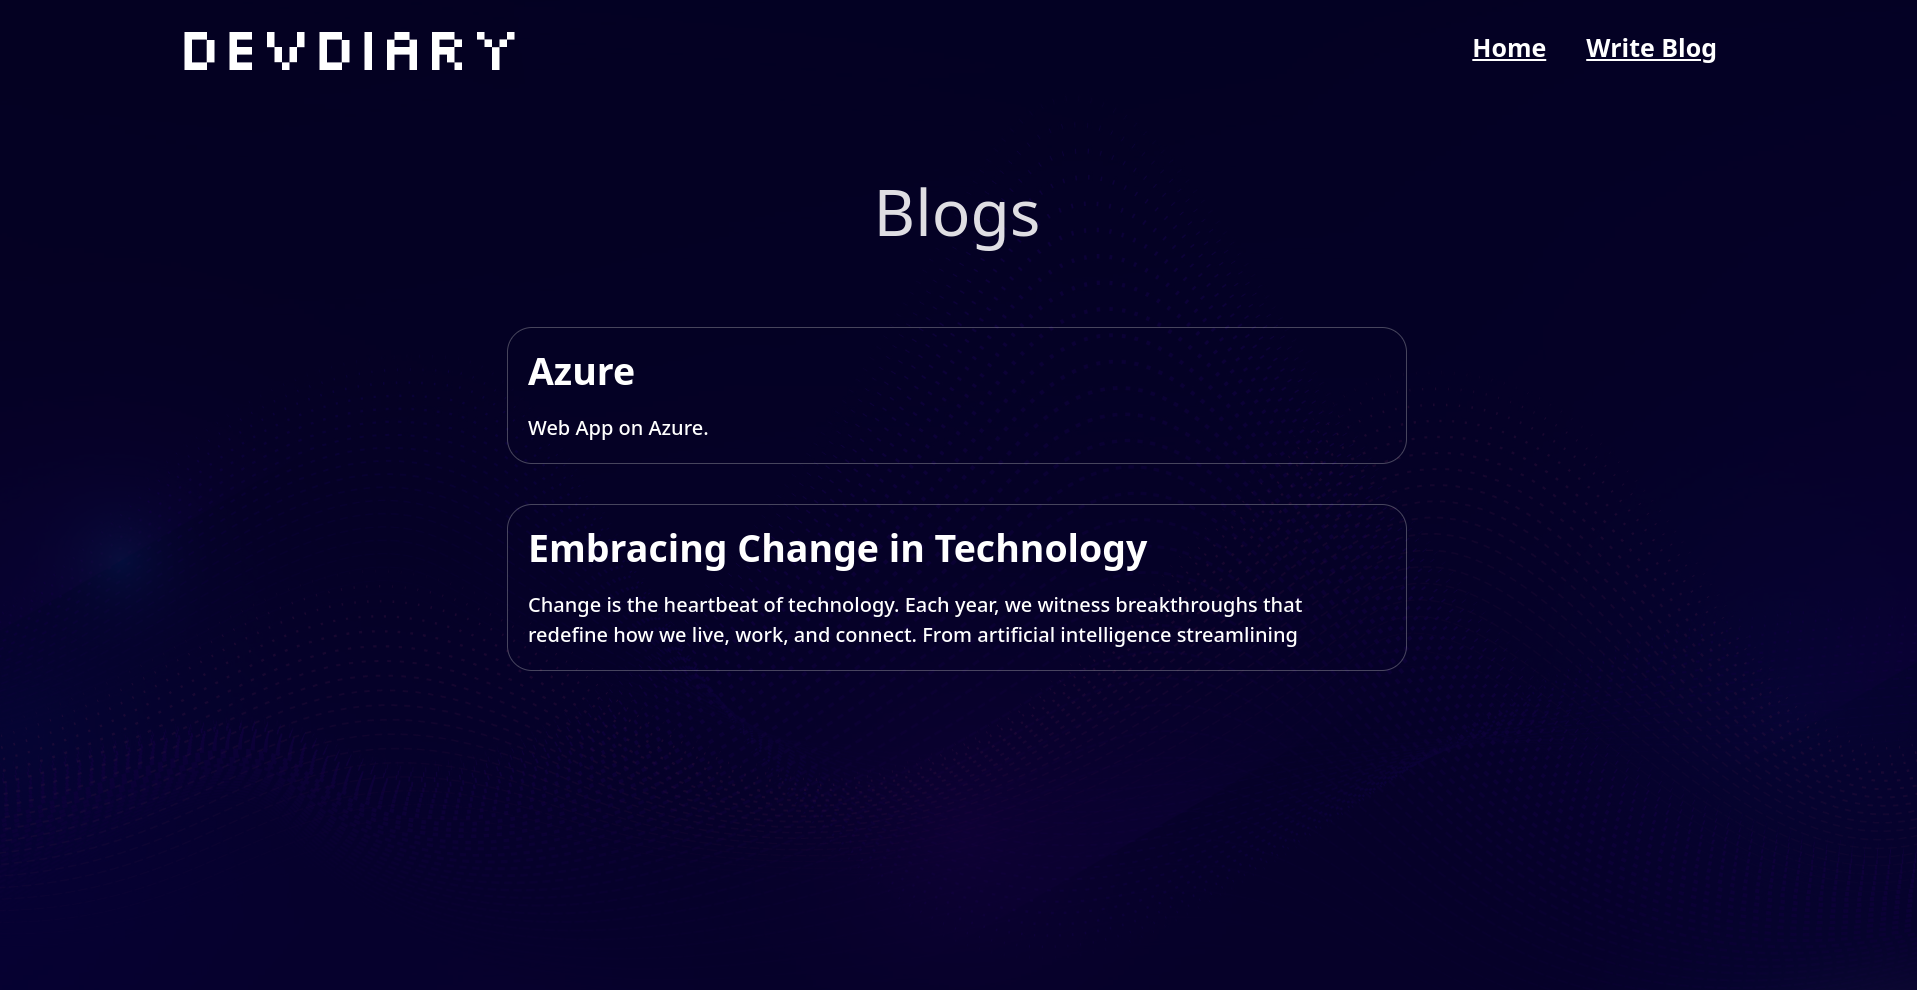 DEVDIARY
Home
Write Blog
Blogs
Azure
Web App on Azure.
Embracing Change in Technology
Change is the heartbeat of technology. Each year, we witness breakthroughs that
redefine how we live, work, and connect. From artificial intelligence streamlining